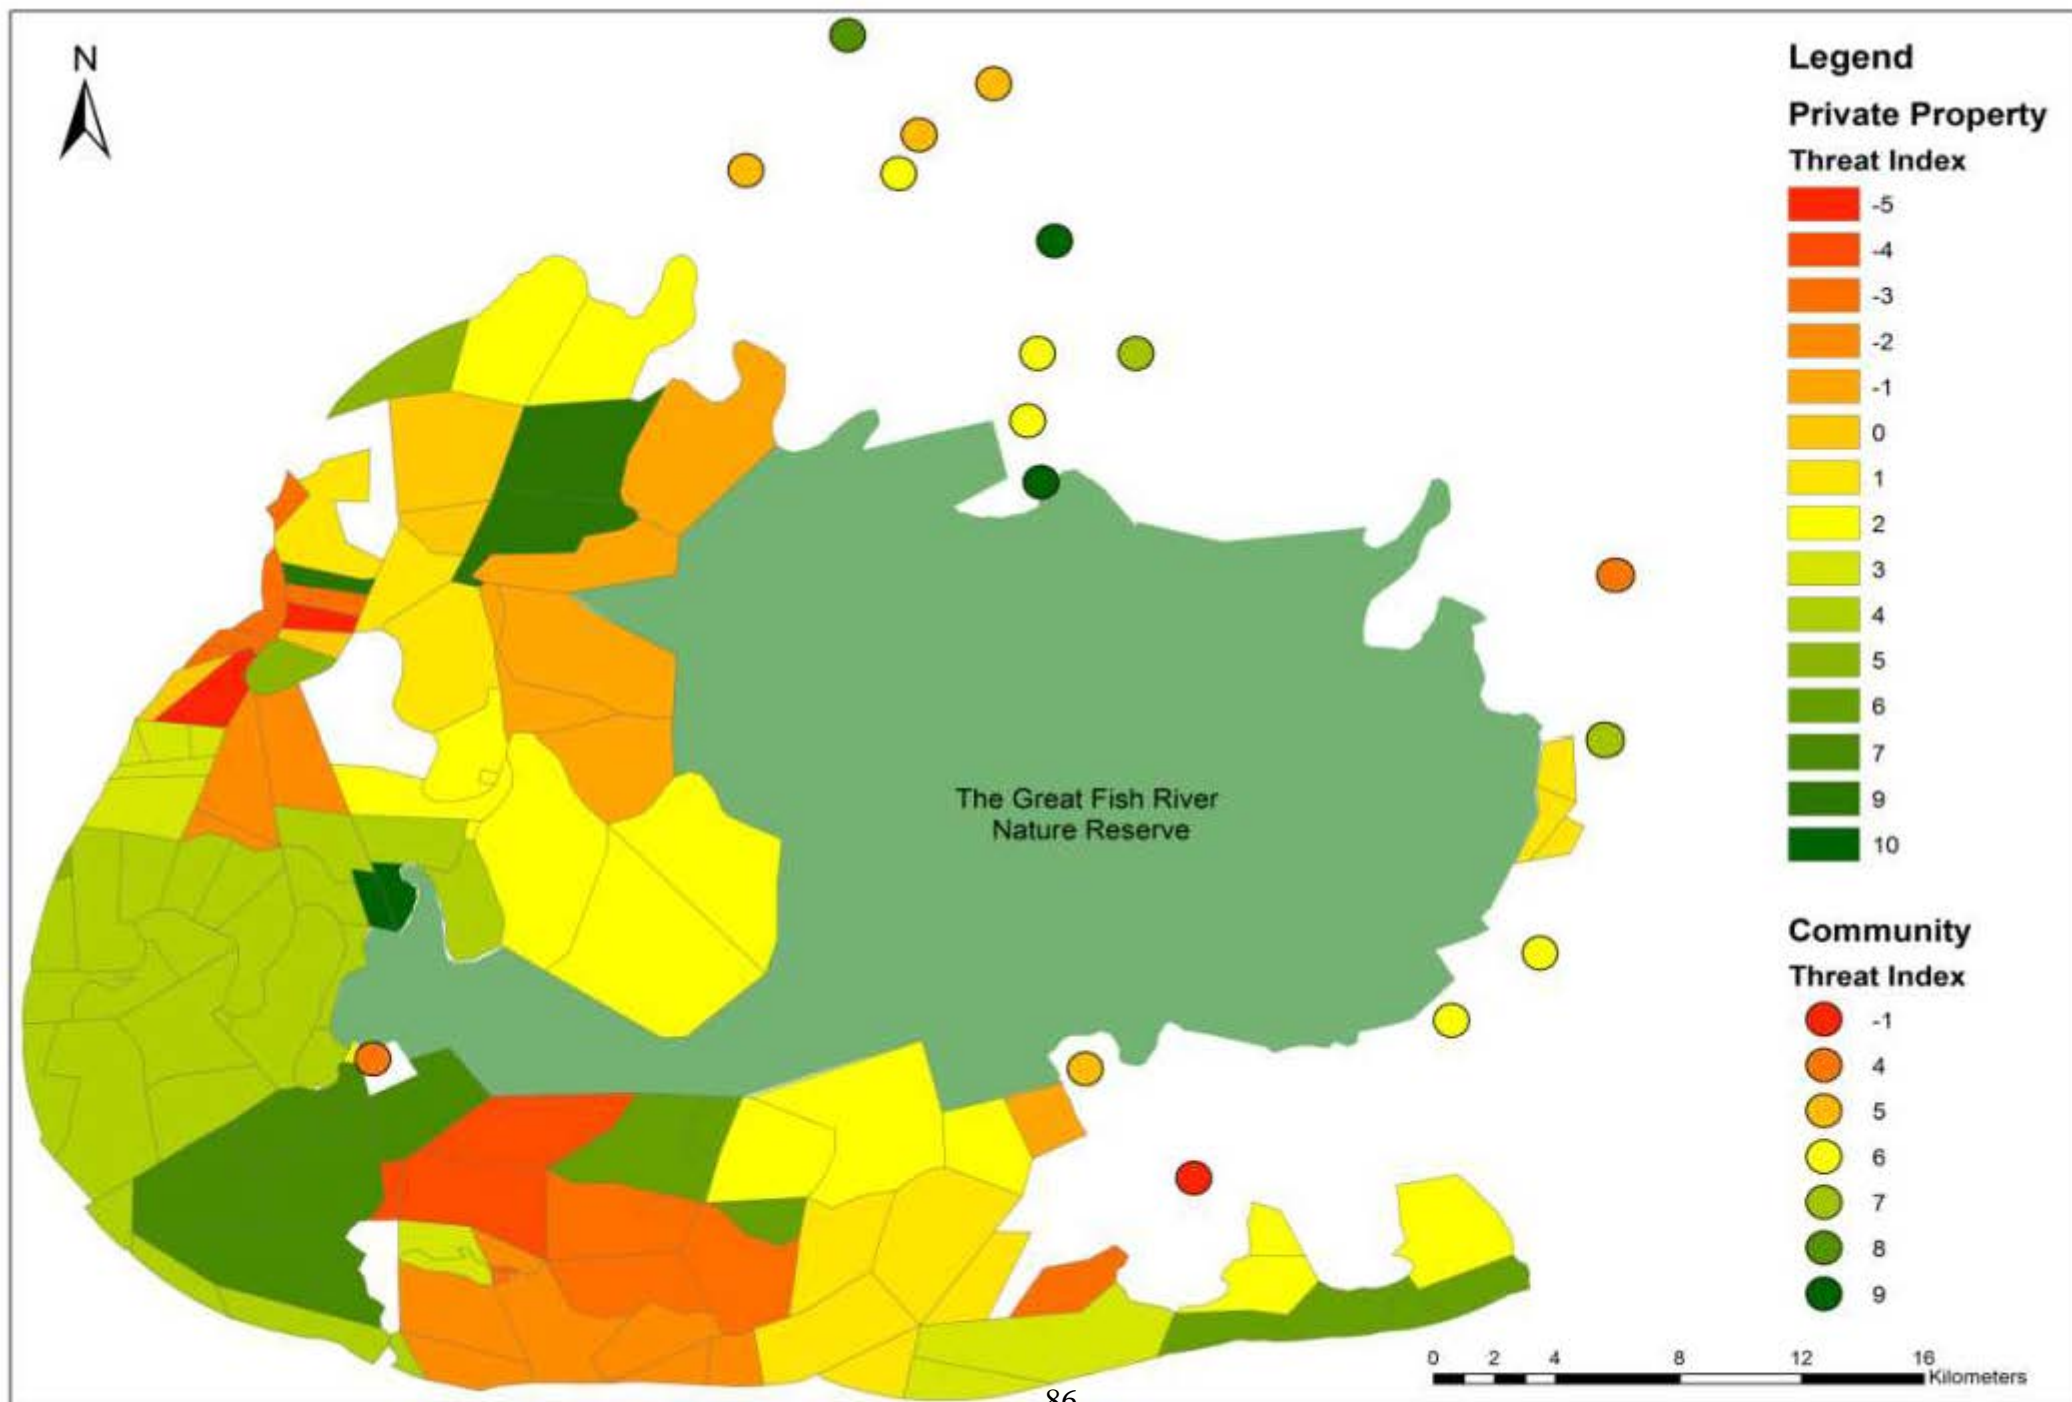 N
The Great Fish River
Nature Reserve
Legend
Private Property
Threat Index
-5
-4
-3
-2
-1
0
1
2
3
4
5
6
7
9
10
Community
Threat Index
-1
4
5
6
7
8
9
0 2 4 8 12 16
Kilometers
86